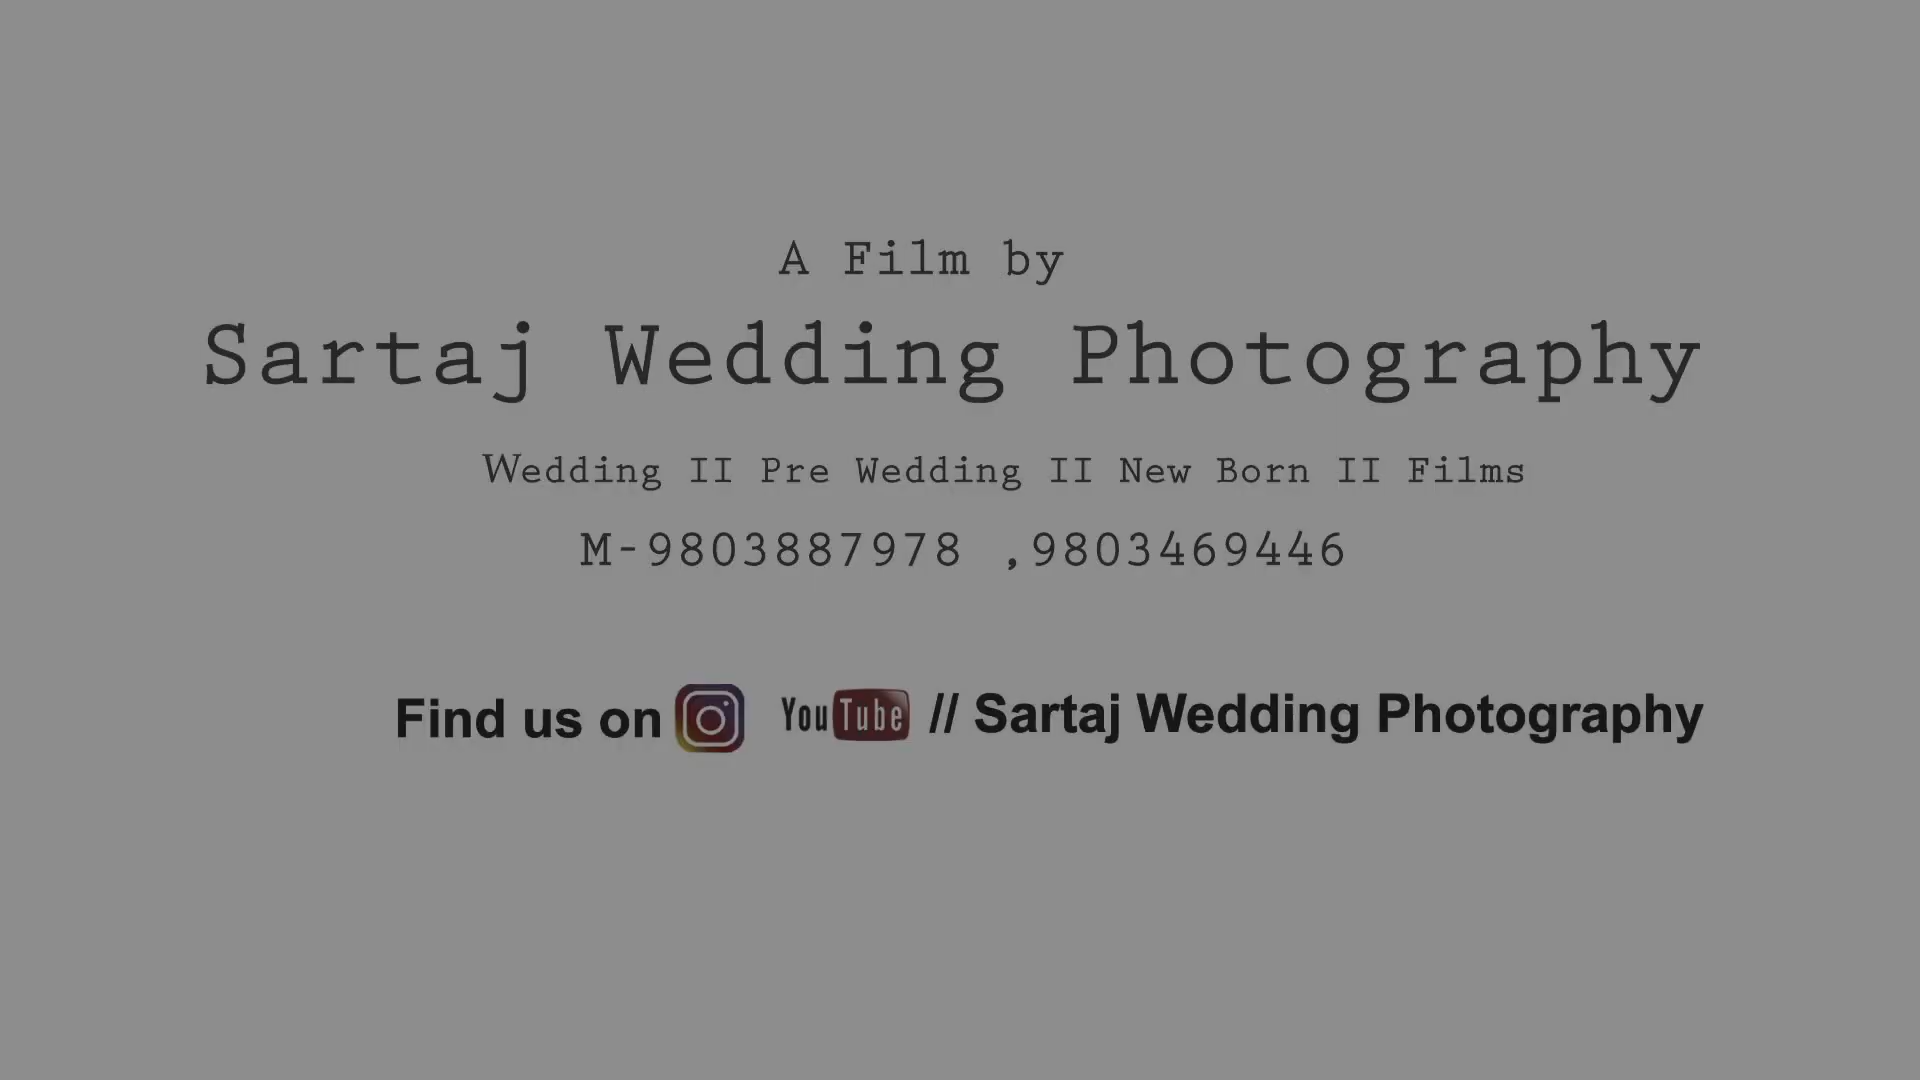 A Film by
Sartaj Wedding Photography
Wedding II Pre Wedding II New Born II Films
M-9803887978 ,9803469446
Find us on YouTube // Sartaj Wedding Photography